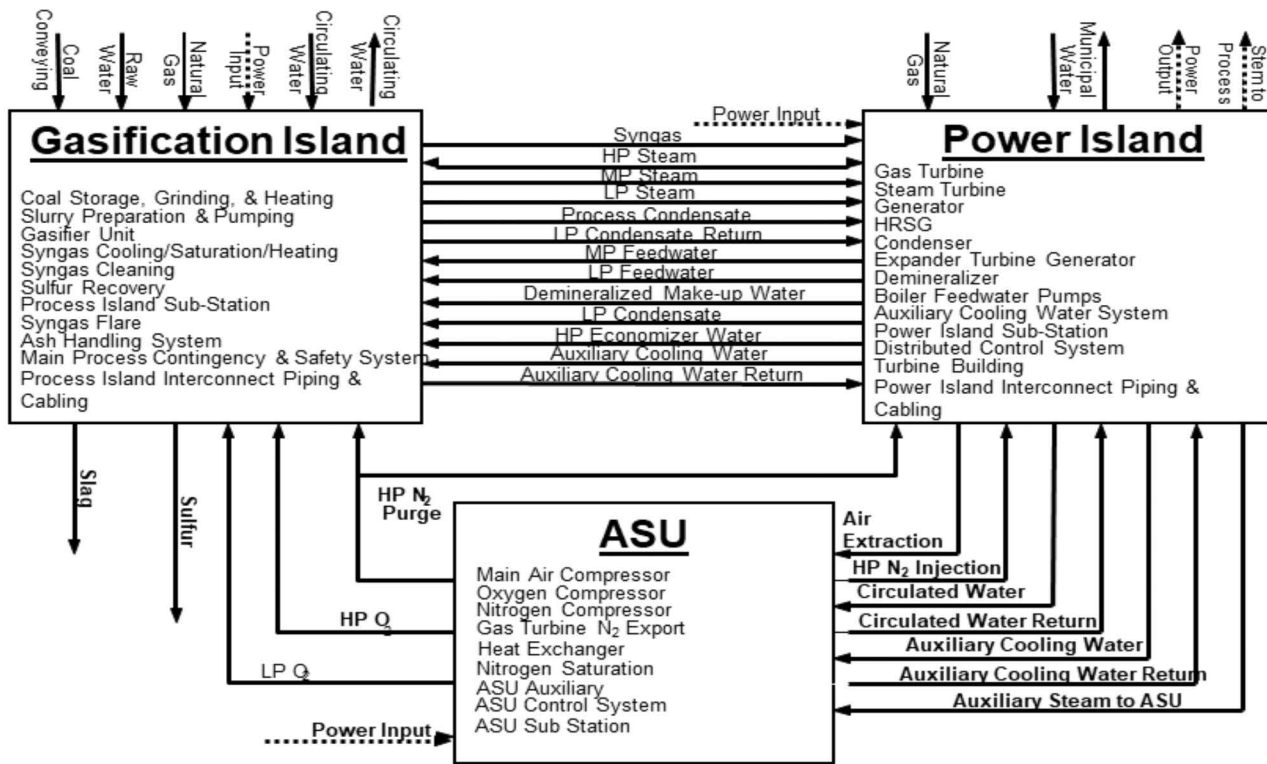 Coal
Conveying
Raw
Water
Natural
Gas
Power
Input
Circulating
Water
Circulating
Water
Natural
Gas
Municipal
Water
Power
Output
Stem to
Process
Gasification Island
Coal Storage, Grinding, & Heating
Slurry Preparation & Pumping
Gasifier Unit
Syngas Cooling/Saturation/Heating
Syngas Cleaning
Sulfur Recovery
Process Island Sub-Station
Syngas Flare
Ash Handling System
Main Process Contingency & Safety System
Process Island Interconnect Piping &
Cabling
Power Input
Syngas
HP Steam
MP Steam
LP Steam
Process Condensate
LP Condensate Return
MP Feedwater
LP Feedwater
Demineralized Make-up Water
LP Condensate
HP Economizer Water
Auxiliary Cooling Water
Auxiliary Cooling Water Return
Power Island
Gas Turbine
Steam Turbine
Generator
HRSG
Condenser
Expander Turbine Generator
Demineralizer
Boiler Feedwater Pumps
Auxiliary Cooling Water System
Power Island Sub-Station
Distributed Control System
Turbine Building
Power Island Interconnect Piping &
Cabling
Slag
Sulfur
HP N2
Purge
HP O2
LP O2
Power Input
ASU
Main Air Compressor
Oxygen Compressor
Nitrogen Compressor
Gas Turbine N2 Export
Heat Exchanger
Nitrogen Saturation
ASU Auxiliary
ASU Control System
ASU Sub Station
Air
Extraction
HP N2 Injection
Circulated Water
Circulated Water Return
Auxiliary Cooling Water
Auxiliary Cooling Water Return
Auxiliary Steam to ASU